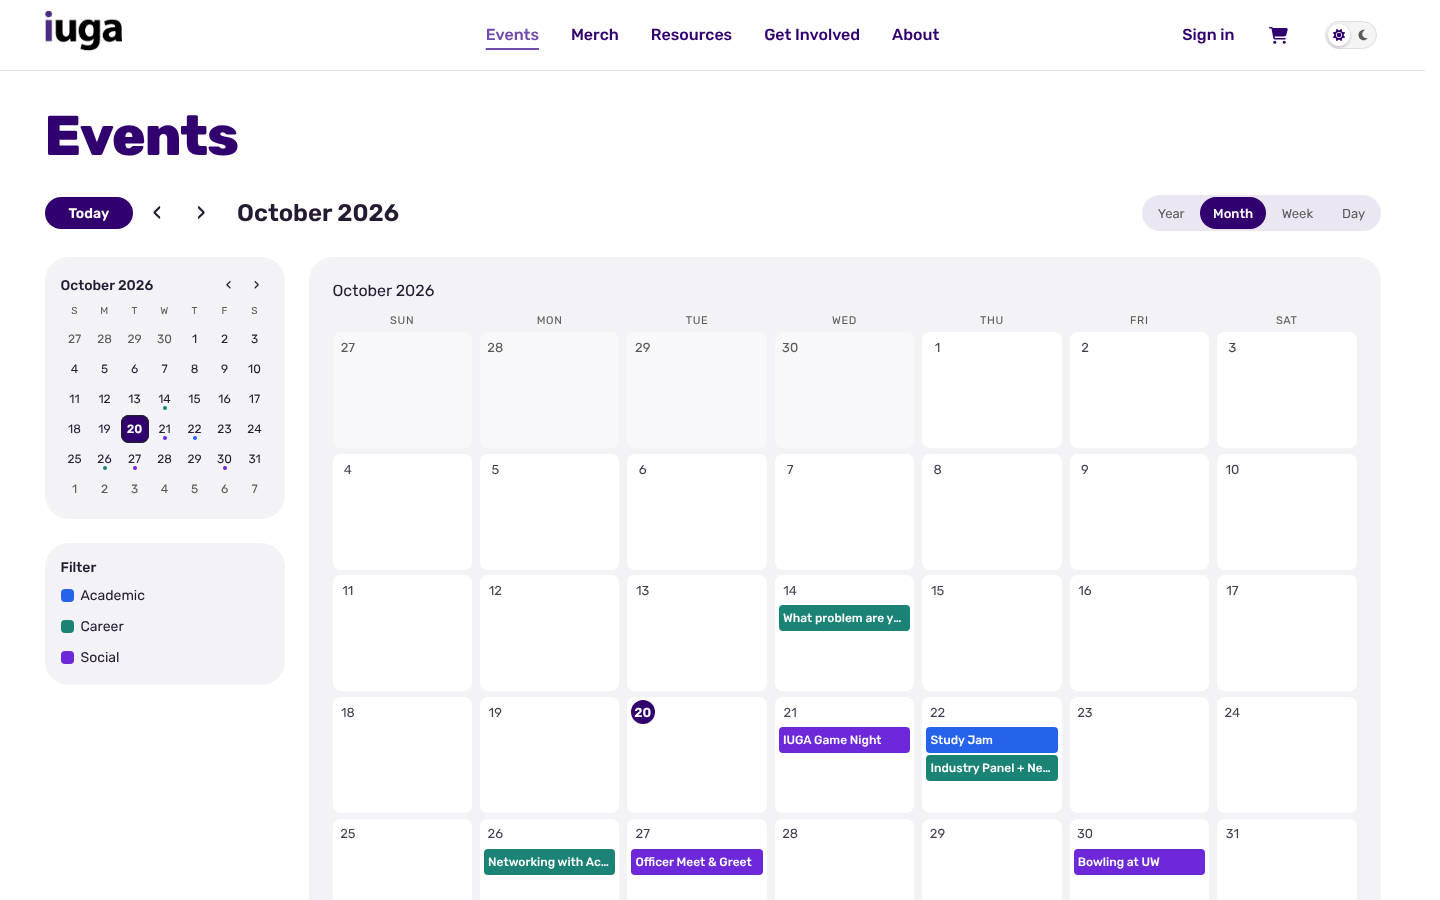 iuga
Events Merch Resources Get Involved About
Sign in
Events
Today
October 2026
Year Month Week Day
October 2026
S M T W T F S
27 28 29 30 1 2 3
4 5 6 7 8 9 10
11 12 13 14 15 16 17
18 19 20 21 22 23 24
25 26 27 28 29 30 31
1 2 3 4 5 6 7
Filter
Academic
Career
Social
October 2026
SUN MON TUE WED THU FRI SAT
27 28 29 30 1 2 3
4 5 6 7 8 9 10
11 12 13 14 15 16 17
What problem are y...
18 19 20 21 22 23 24
IUGA Game Night Study Jam
Industry Panel + Ne...
25 26 27 28 29 30 31
Networking with Ac... Officer Meet & Greet Bowling at UW